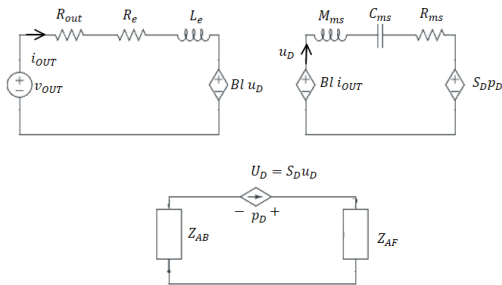 R_out R_e L_e
i_OUT
v_OUT
Bl u_D
M_ms C_ms R_ms
u_D
Bl i_OUT
S_D p_D
U_D = S_D u_D
− p_D +
Z_AB
Z_AF